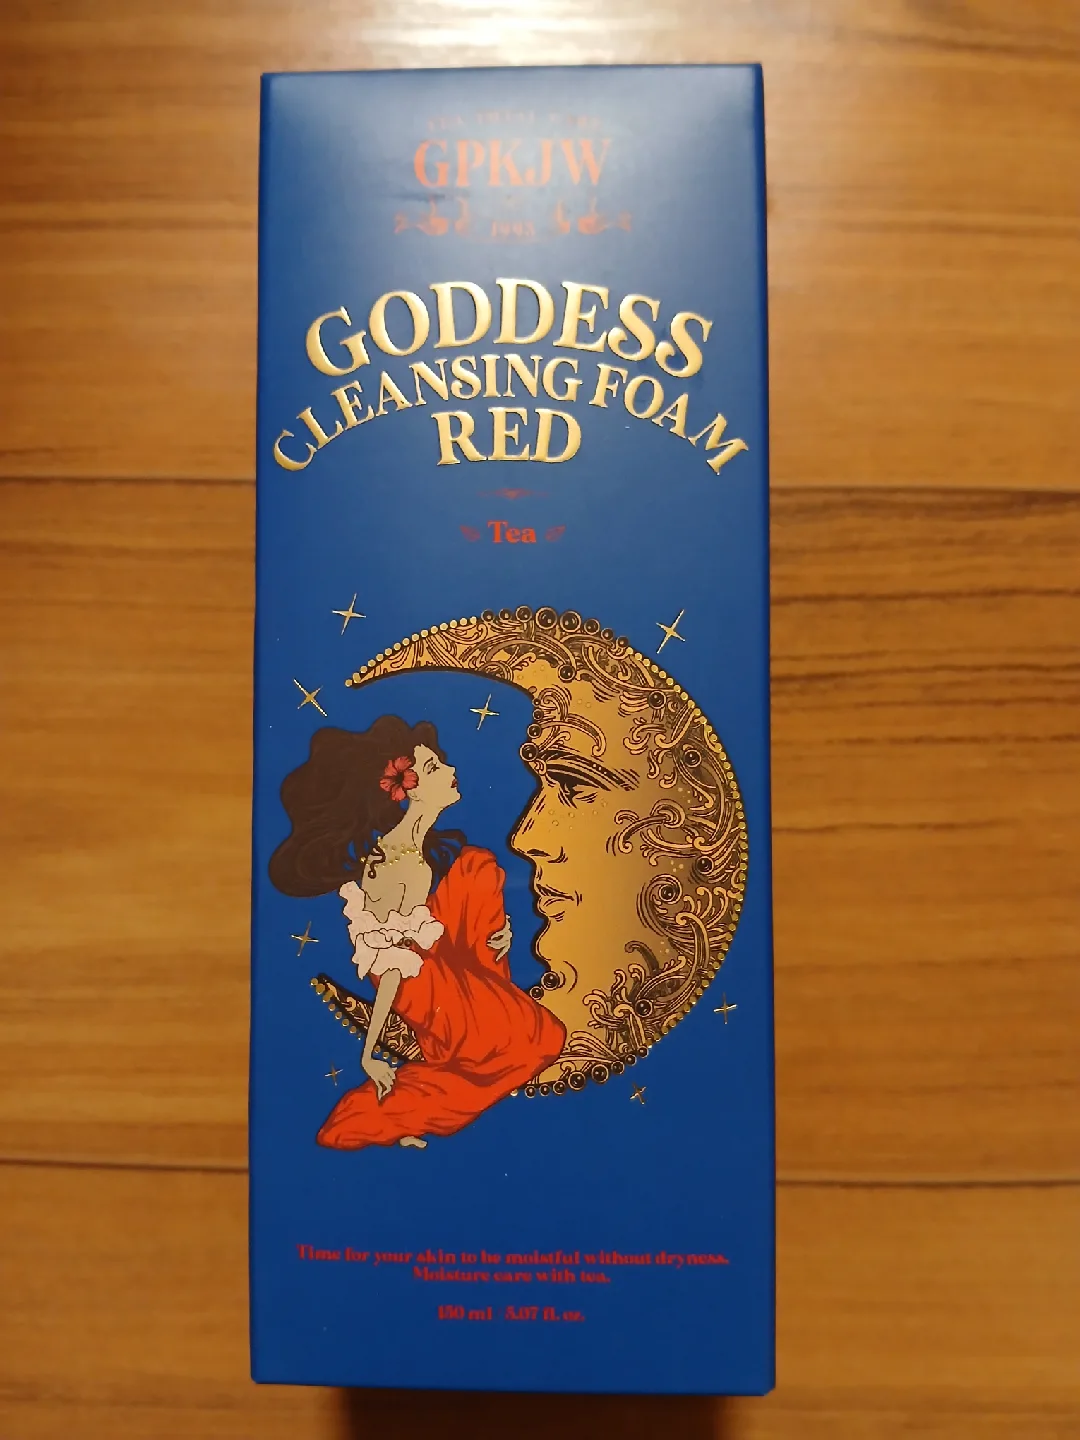 GPKJW
1995
GODDESS
CLEANSING FOAM
RED
Tea
Time for your skin to be moistful without dryness.
Moisture care with tea.
150 ml 5.07 fl. oz.